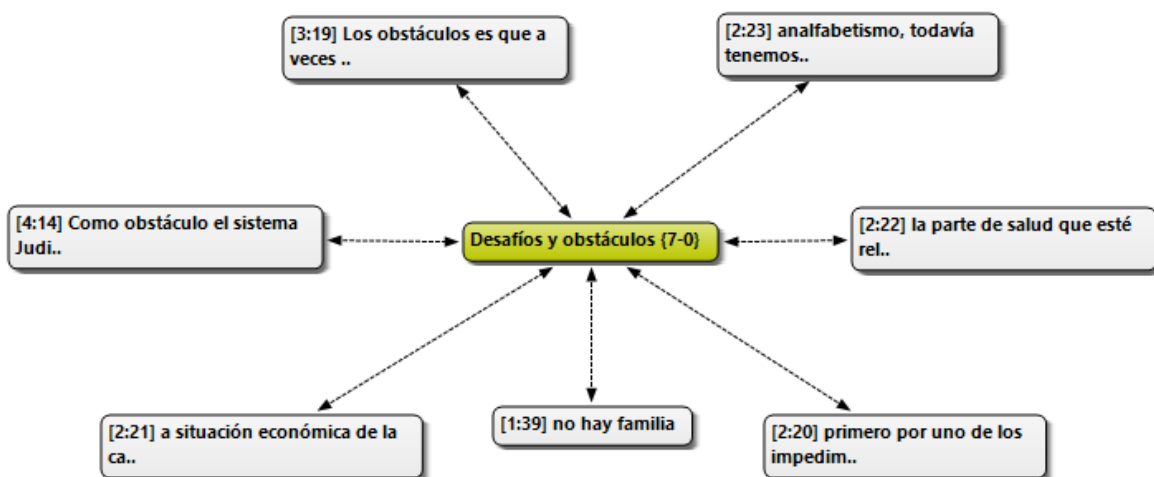 [3:19] Los obstáculos es que a
veces ..
[2:23] analfabetismo, todavía
tenemos..
[4:14] Como obstáculo el sistema
Judi..
Desafíos y obstáculos {7-0}
[2:22] la parte de salud que esté
rel..
[2:21] a situación económica de la
ca..
[1:39] no hay familia
[2:20] primero por uno de los
impedim..